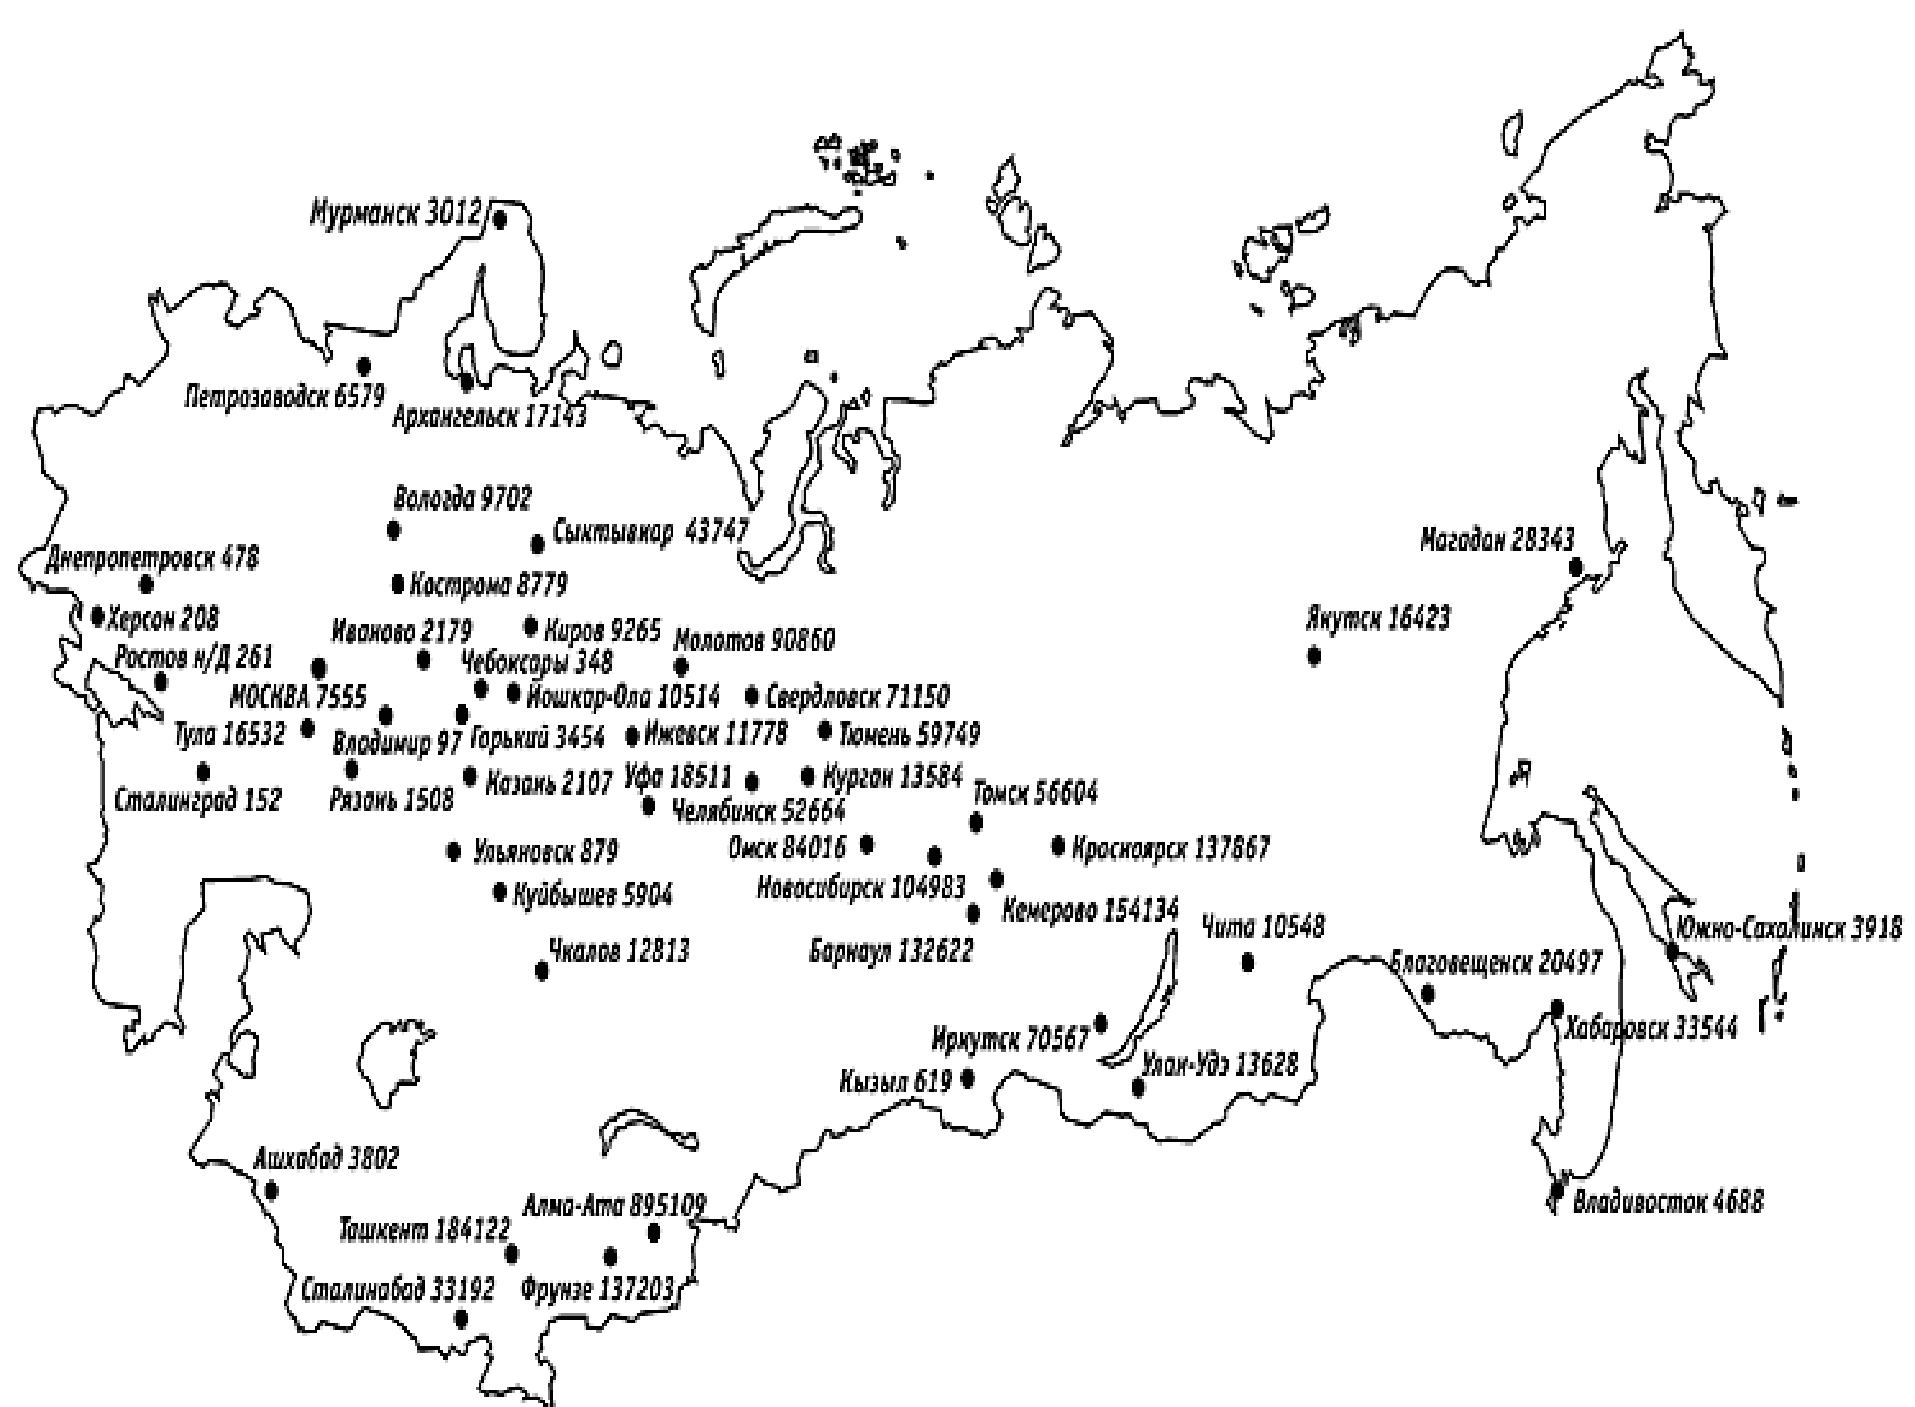 Мурманск 3012
Петрозаводск 6579
Архангельск 17143
Вологда 9702
Сыктывкар 43747
Магадан 28343
Днепропетровск 478
Кострома 8779
Херсон 208
Якутск 16423
Иваново 2179
Киров 9265
Молотов 90860
Ростов н/Д 261
Чебоксары 348
МОСКВА 7555
Йошкар-Ола 10514
Свердловск 71150
Тула 16532
Владимир 97
Горький 3454
Ижевск 11778
Тюмень 59749
Сталинград 152
Рязань 1508
Казань 2107
Уфа 18511
Курган 13584
Челябинск 52664
Томск 56604
Ульяновск 879
Омск 84016
Красноярск 137867
Куйбышев 5904
Новосибирск 104983
Кемерово 154134
Чита 10548
Южно-Сахалинск 3918
Чкалов 12813
Барнаул 132622
Благовещенск 20497
Иркутск 70567
Хабаровск 33544
Кызыл 619
Улан-Удэ 13628
Ашхабад 3802
Алма-Ата 895109
Владивосток 4688
Ташкент 184122
Сталинабад 33192
Фрунзе 137203